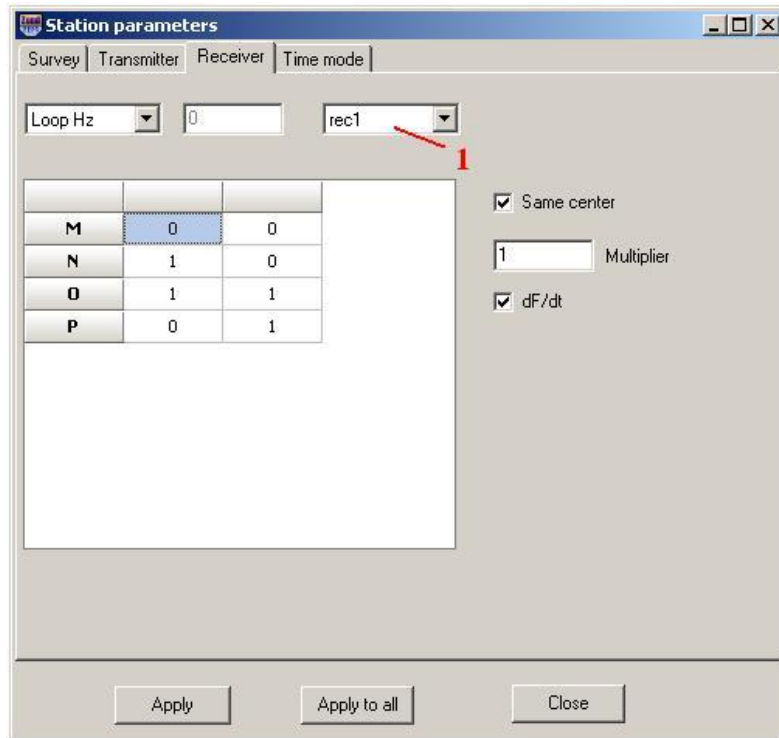 Station parameters
Survey Transmitter Receiver Time mode
Loop Hz 0 rec1
1
Same center
M 0 0
N 1 0
1 Multiplier
O 1 1
dF/dt
P 0 1
Apply Apply to all Close